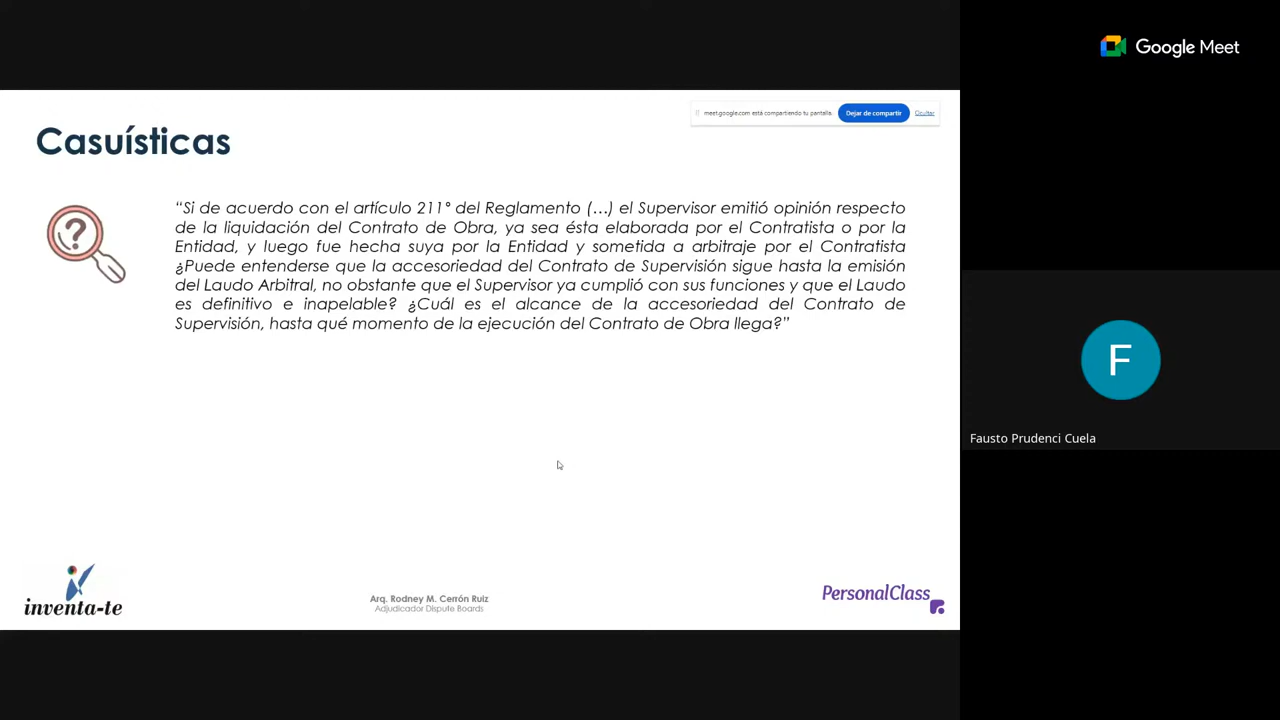 Google Meet
meet.google.com está compartiendo tu pantalla.
Dejar de compartir
Ocultar
Casuísticas
“Si de acuerdo con el artículo 211° del Reglamento (…) el Supervisor emitió opinión respecto
de la liquidación del Contrato de Obra, ya sea ésta elaborada por el Contratista o por la
Entidad, y luego fue hecha suya por la Entidad y sometida a arbitraje por el Contratista
¿Puede entenderse que la accesoriedad del Contrato de Supervisión sigue hasta la emisión
del Laudo Arbitral, no obstante que el Supervisor ya cumplió con sus funciones y que el Laudo
es definitivo e inapelable? ¿Cuál es el alcance de la accesoriedad del Contrato de
Supervisión, hasta qué momento de la ejecución del Contrato de Obra llega?”
F
Fausto Prudenci Cuela
inventa-te
Arq. Rodney M. Cerrón Ruiz
Adjudicador Dispute Boards
PersonalClass